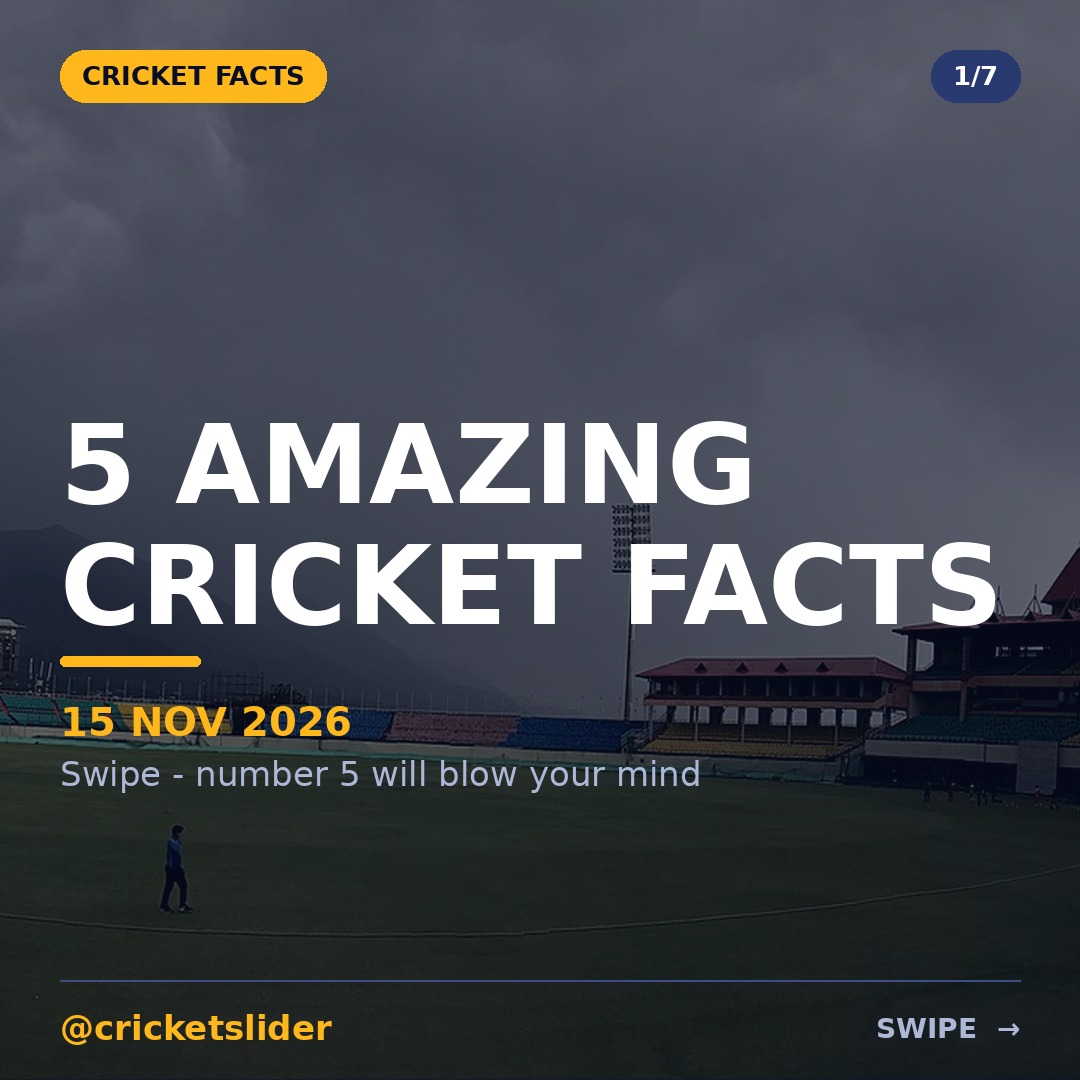 CRICKET FACTS
1/7
5 AMAZING
CRICKET FACTS
15 NOV 2026
Swipe - number 5 will blow your mind
@cricketslider
SWIPE →